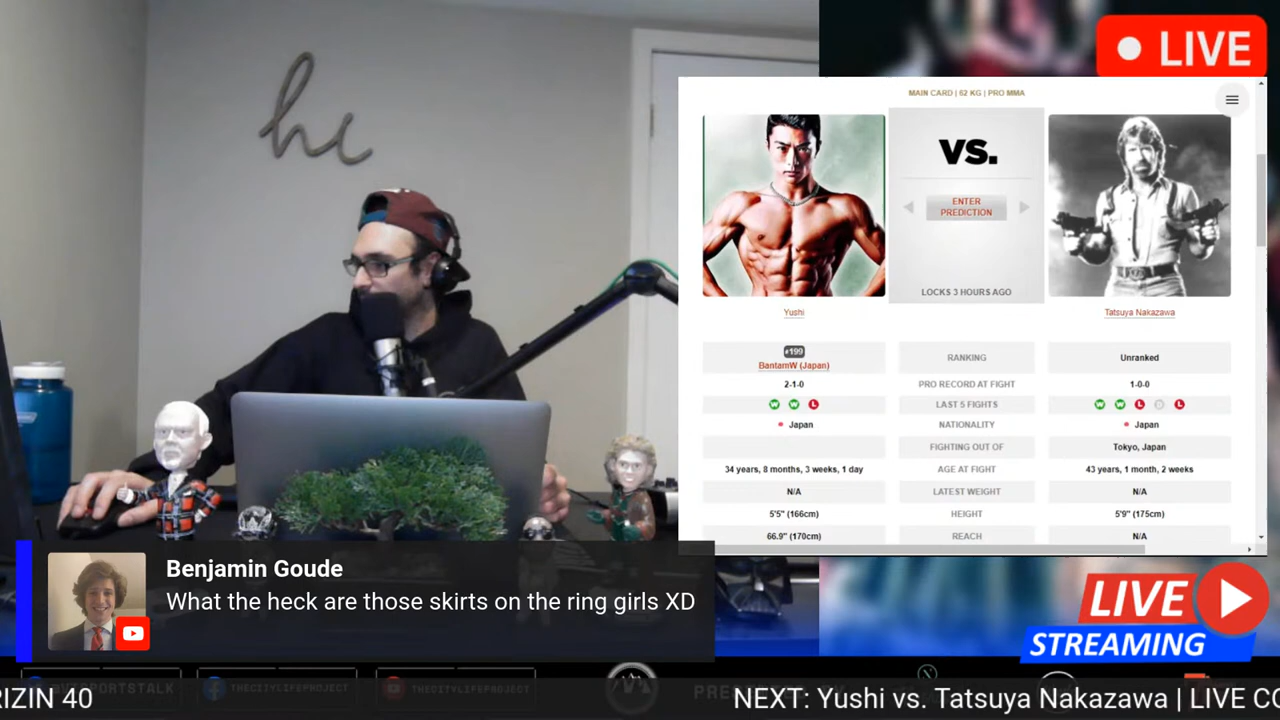 hi
LIVE
MAIN CARD | 62 KG | PRO MMA
VS.
ENTER
PREDICTION
LOCKS 3 HOURS AGO
Yushi
Tatsuya Nakazawa
#199
BantamW (Japan)
RANKING
Unranked
2-1-0
PRO RECORD AT FIGHT
1-0-0
W W L
LAST 5 FIGHTS
W W L D L
Japan
NATIONALITY
Japan
FIGHTING OUT OF
Tokyo, Japan
34 years, 8 months, 3 weeks, 1 day
AGE AT FIGHT
43 years, 1 month, 2 weeks
N/A
LATEST WEIGHT
N/A
5'5" (166cm)
HEIGHT
5'9" (175cm)
66.9" (170cm)
REACH
N/A
Benjamin Goude
What the heck are those skirts on the ring girls XD
LIVE
STREAMING
THECITYLIFEPROJECT
THECITYLIFEPROJECT
RIZIN 40
NEXT: Yushi vs. Tatsuya Nakazawa | LIVE CO